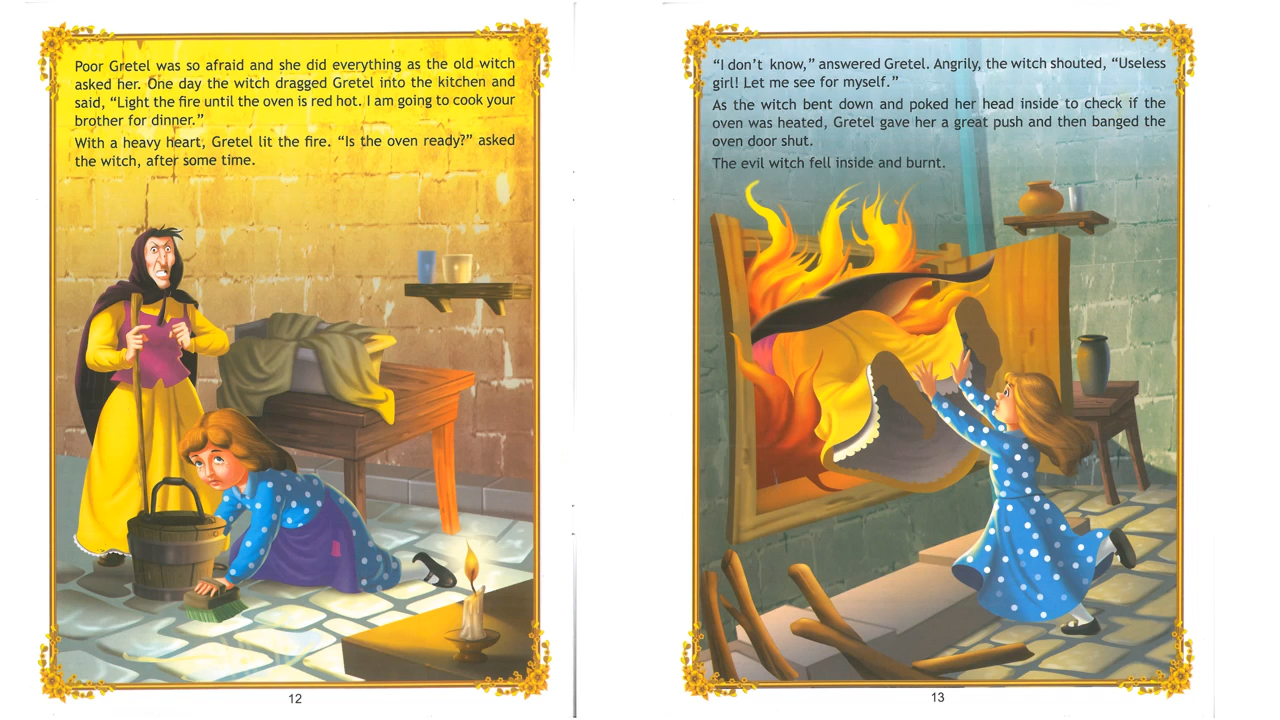 Poor Gretel was so afraid and she did everything as the old witch
asked her. One day the witch dragged Gretel into the kitchen and
said, “Light the fire until the oven is red hot. I am going to cook your
brother for dinner.”
With a heavy heart, Gretel lit the fire. “Is the oven ready?” asked
the witch, after some time.
12
“I don’t know,” answered Gretel. Angrily, the witch shouted, “Useless
girl! Let me see for myself.”
As the witch bent down and poked her head inside to check if the
oven was heated, Gretel gave her a great push and then banged the
oven door shut.
The evil witch fell inside and burnt.
13